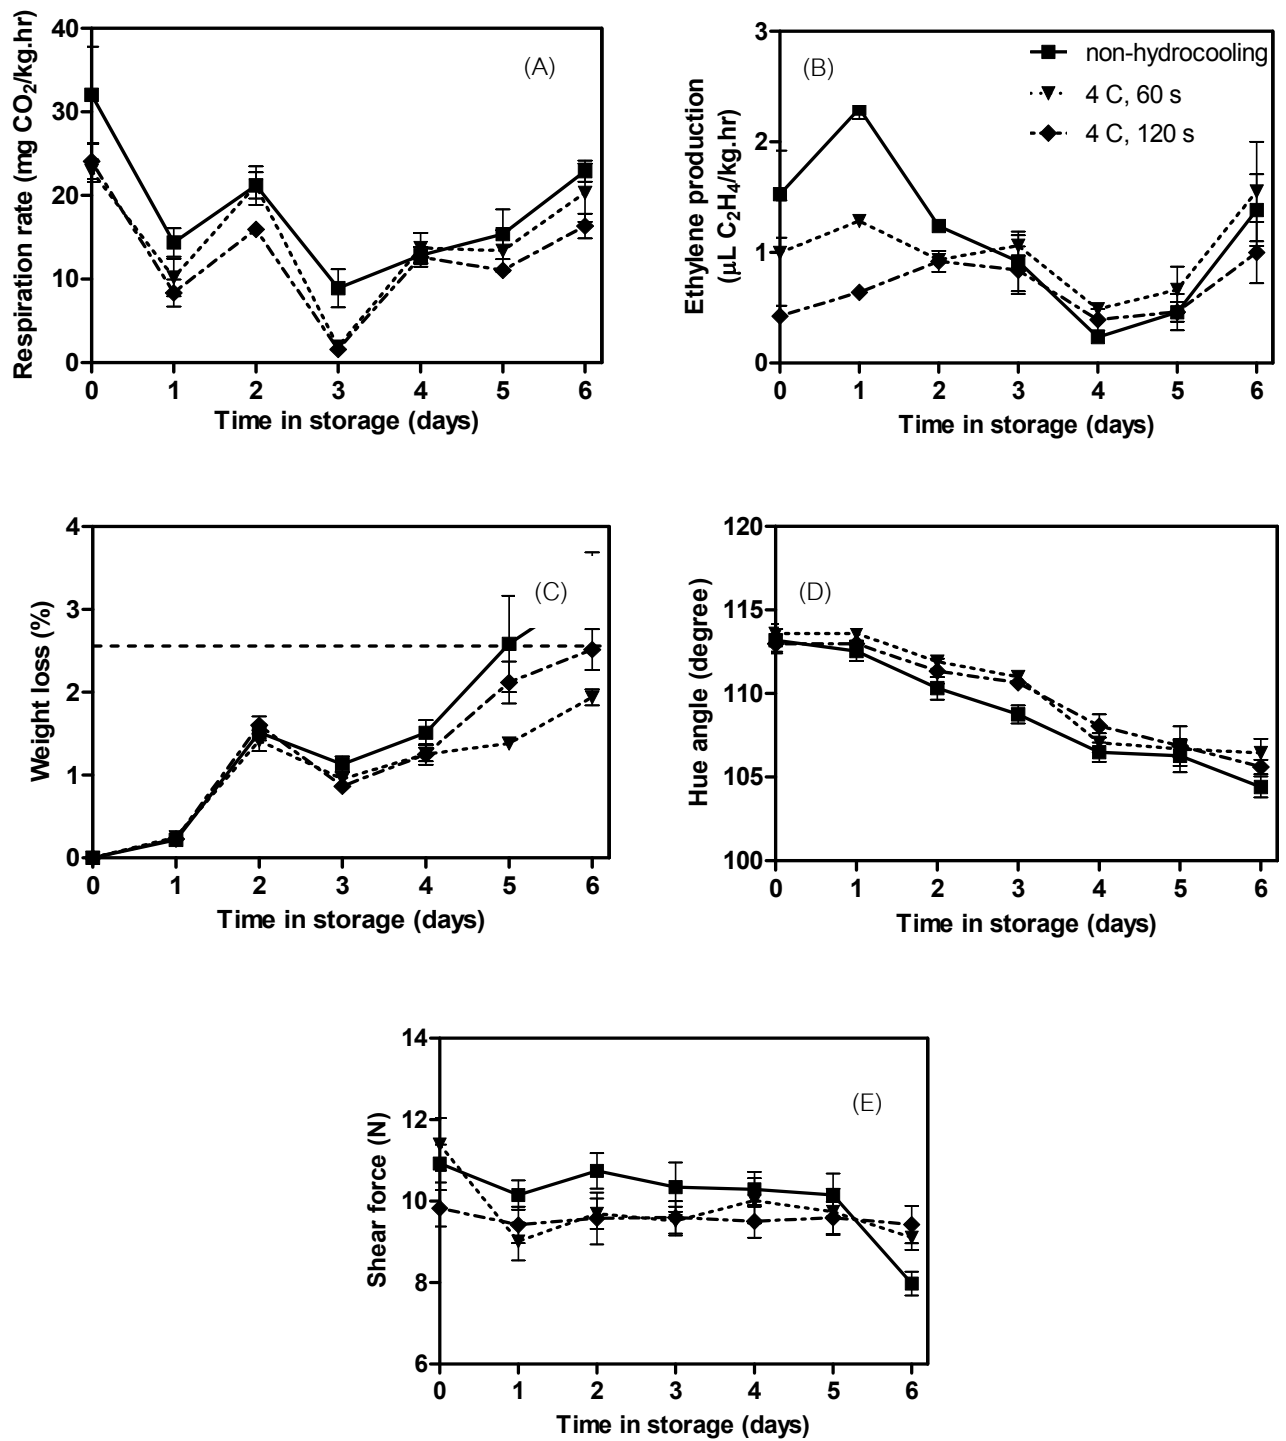 Respiration rate (mg CO₂/kg.hr)
40
30
20
10
0
(A)
0 1 2 3 4 5 6
Time in storage (days)
Ethylene production
(μL C₂H₄/kg.hr)
3
2
1
0
(B)
non-hydrocooling
4 C, 60 s
4 C, 120 s
0 1 2 3 4 5 6
Time in storage (days)
Weight loss (%)
4
3
2
1
0
(C)
0 1 2 3 4 5 6
Time in storage (days)
Hue angle (degree)
120
115
110
105
100
(D)
0 1 2 3 4 5 6
Time in storage (days)
Shear force (N)
14
12
10
8
6
(E)
0 1 2 3 4 5 6
Time in storage (days)